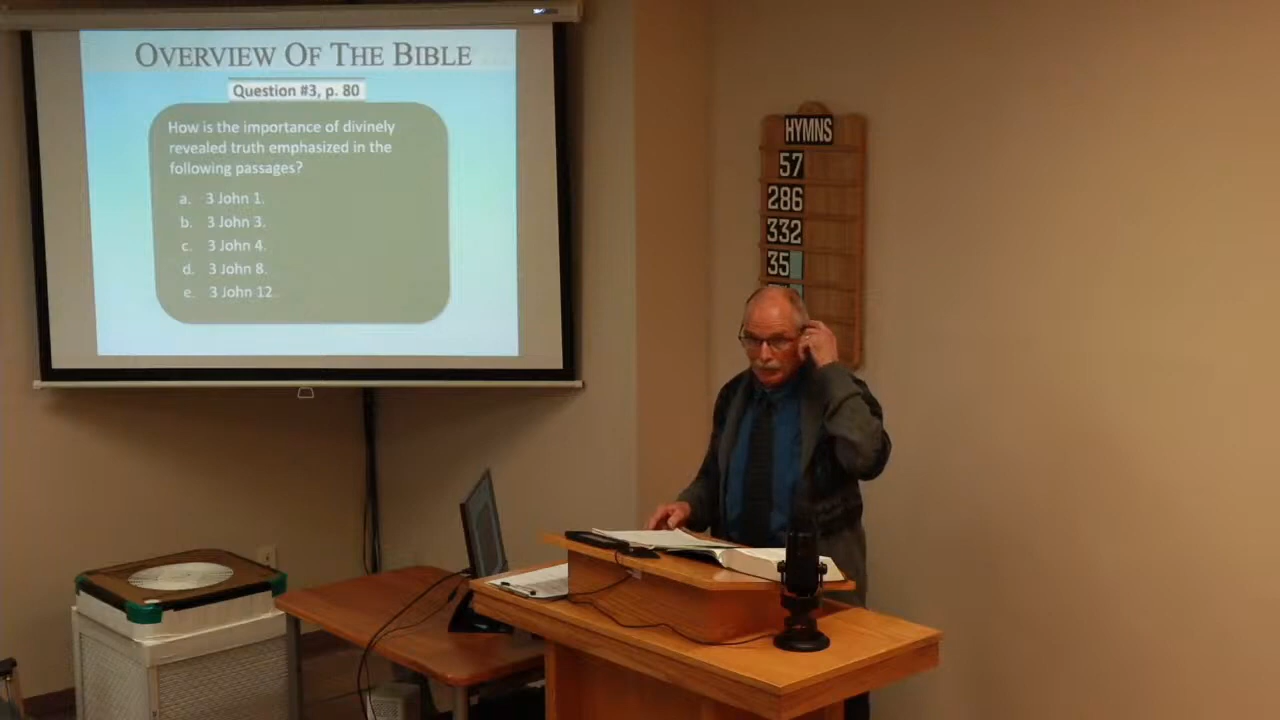 OVERVIEW OF THE BIBLE
Question #3, p. 80
How is the importance of divinely
revealed truth emphasized in the
following passages?
a. 3 John 1.
b. 3 John 3.
c. 3 John 4.
d. 3 John 8.
e. 3 John 12.
HYMNS
57
286
332
35